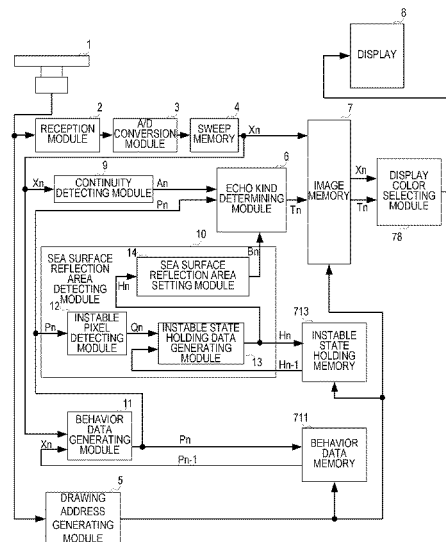 1
8
DISPLAY
2
RECEPTION
MODULE
3
A/D
CONVERSION
MODULE
4
SWEEP
MEMORY
Xn
7
IMAGE
MEMORY
Xn
Tn
DISPLAY
COLOR
SELECTING
MODULE
78
6
ECHO KIND
DETERMINING
MODULE
Tn
9
Xn
CONTINUITY
DETECTING MODULE
An
Pn
10
SEA SURFACE
REFLECTION
AREA
DETECTING
MODULE
14
SEA SURFACE
REFLECTION AREA
SETTING MODULE
Bn
Hn
12
Pn
INSTABLE
PIXEL
DETECTING
MODULE
Qn
INSTABLE STATE
HOLDING DATA
GENERATING
MODULE
13
Hn
Hn-1
713
INSTABLE
STATE
HOLDING
MEMORY
11
Xn
BEHAVIOR
DATA
GENERATING
MODULE
Pn
Pn-1
711
BEHAVIOR
DATA
MEMORY
5
DRAWING
ADDRESS
GENERATING
MODULE